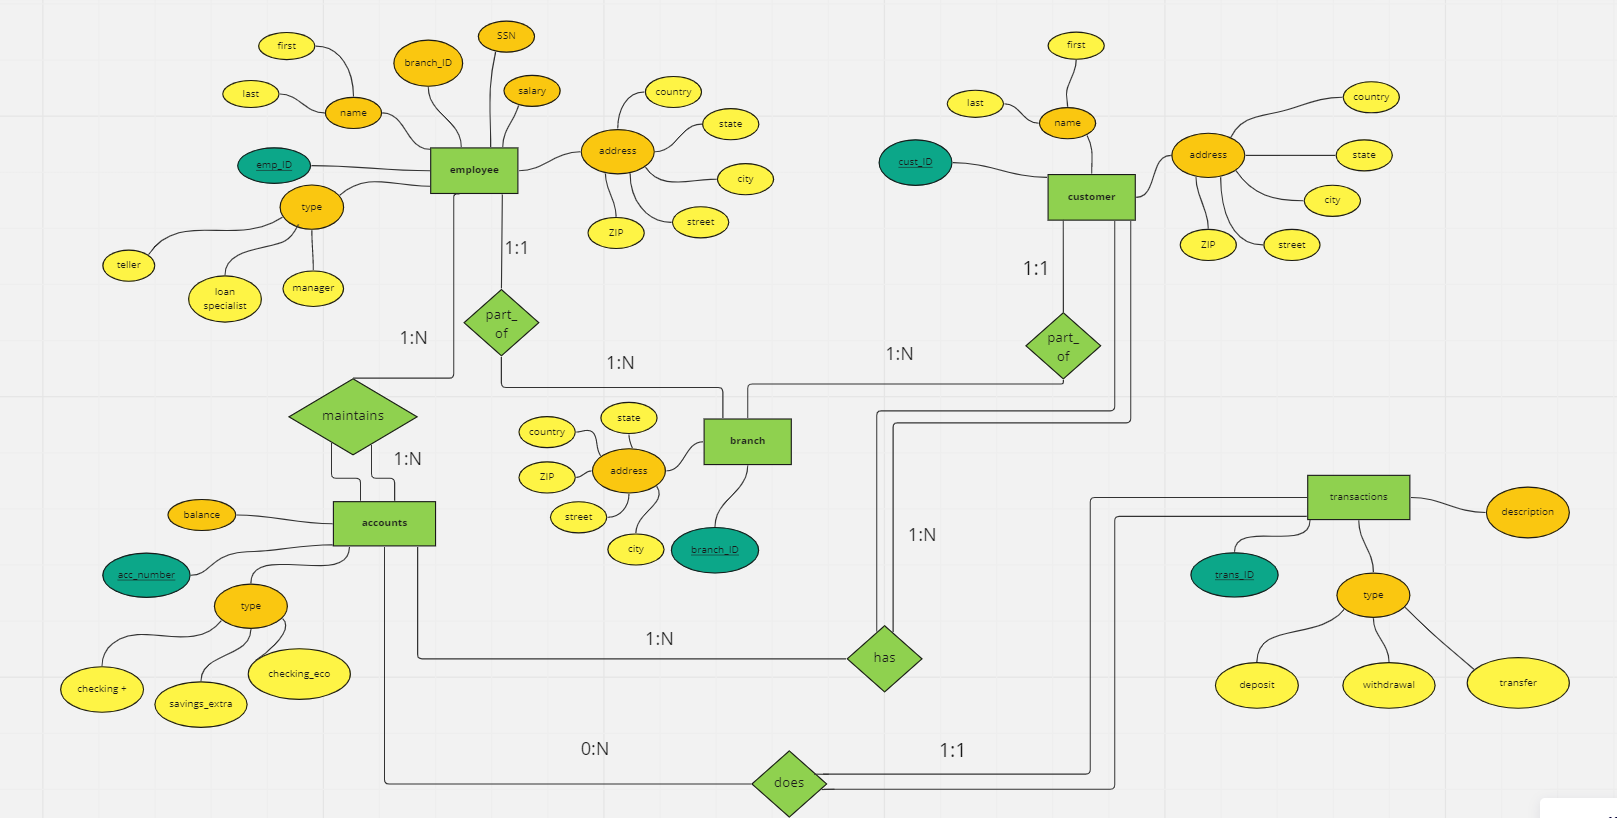 first
last
name
branch_ID
SSN
salary
emp_ID
employee
type
teller
loan
specialist
manager
address
country
state
city
street
ZIP
first
last
name
cust_ID
customer
address
country
state
city
street
ZIP
1:1
part_
of
1:N
1:N
1:1
part_
of
1:N
maintains
1:N
country
state
ZIP
address
street
city
branch
branch_ID
balance
accounts
acc_number
type
checking +
savings_extra
checking_eco
1:N
1:N
has
transactions
description
trans_ID
type
deposit
withdrawal
transfer
0:N
does
1:1